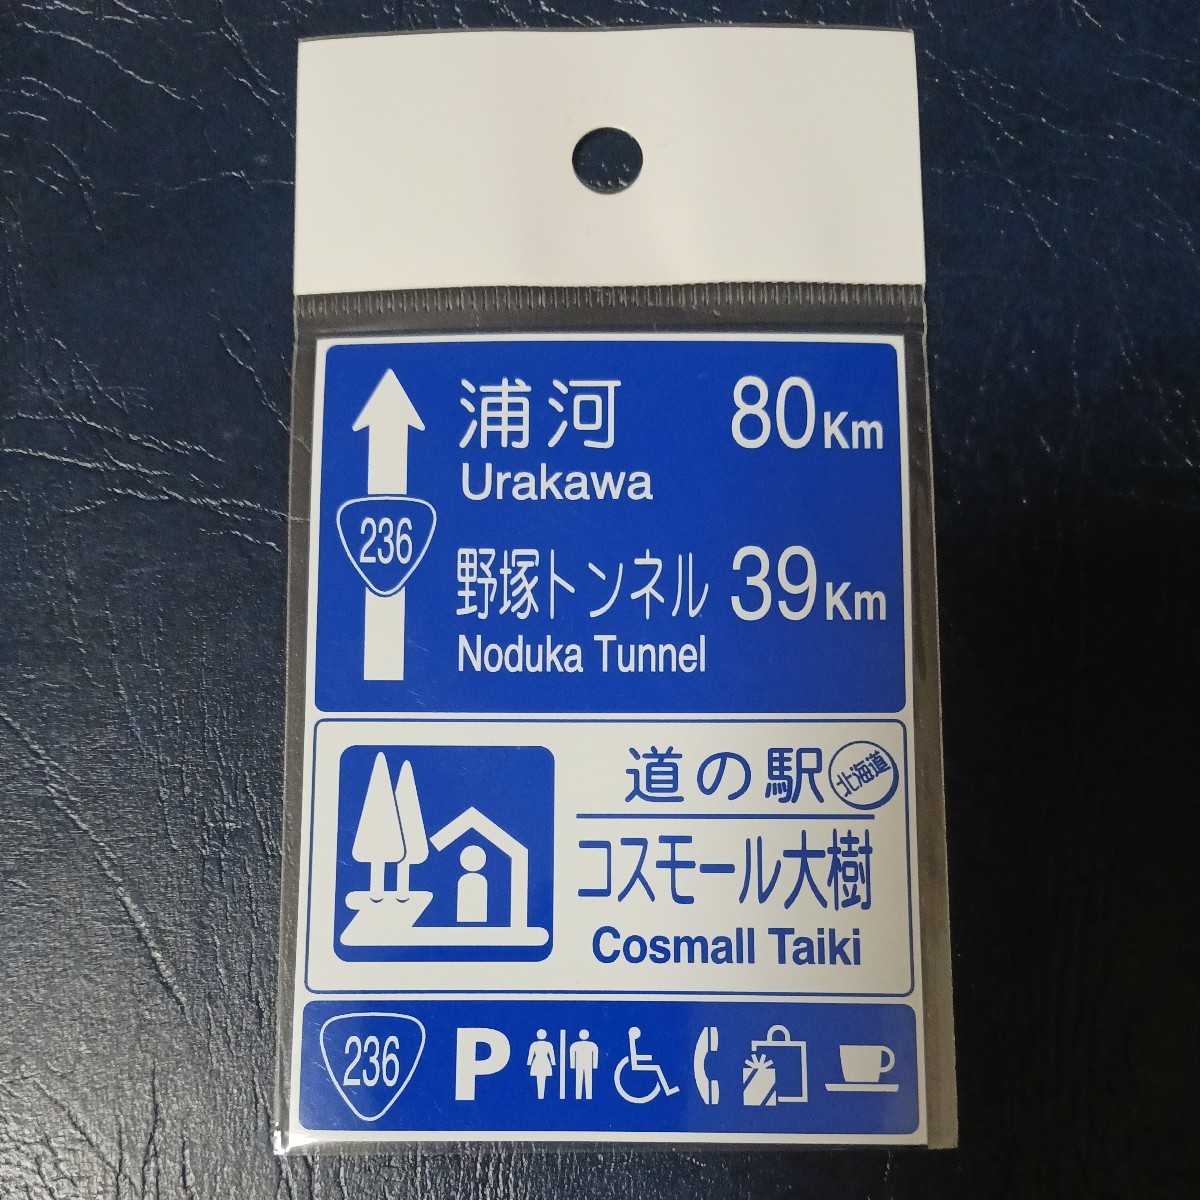 浦河 80Km
Urakawa
236
野塚トンネル 39Km
Noduka Tunnel
道の駅 北海道
コスモール大樹
Cosmall Taiki
236 P